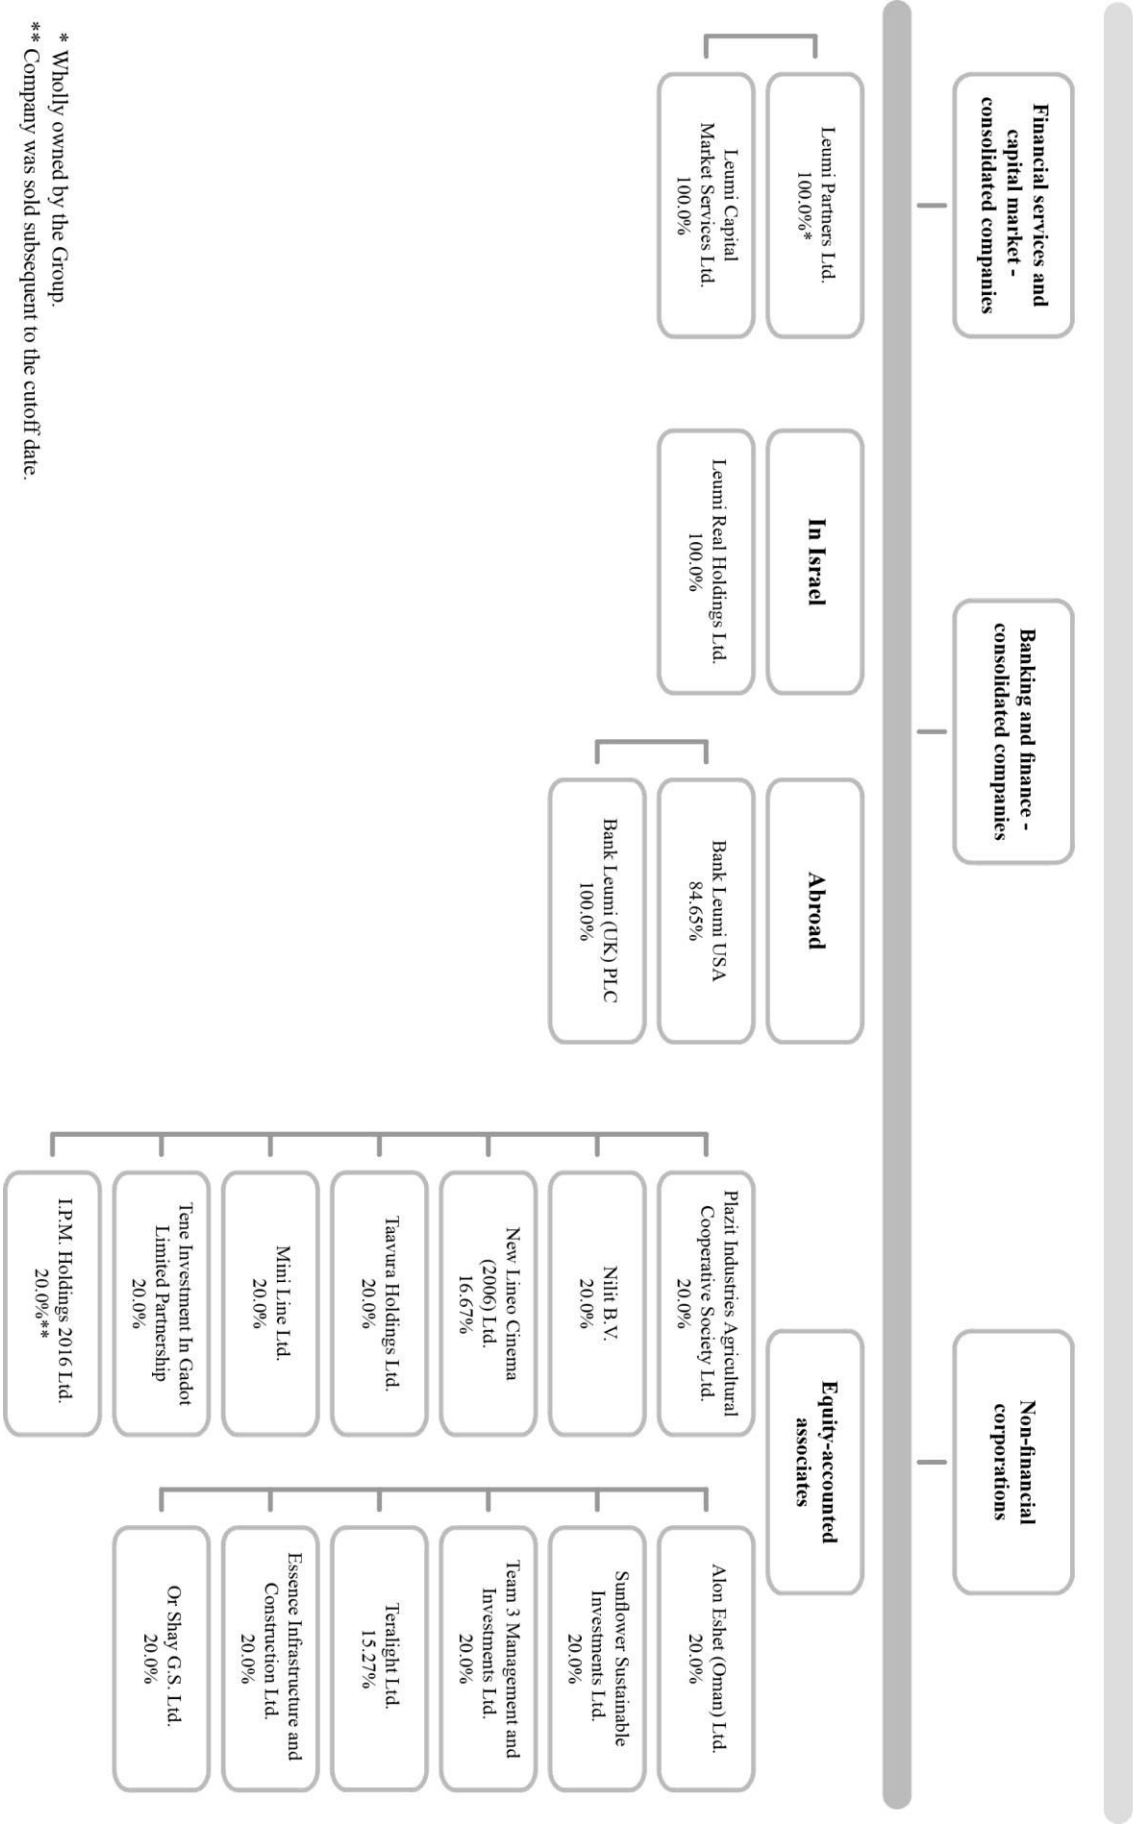 Financial services and
capital market -
consolidated companies
Banking and finance -
consolidated companies
Non-financial
corporations
Leumi Partners Ltd.
100.0%*
Leumi Capital
Market Services Ltd.
100.0%
In Israel
Leumi Real Holdings Ltd.
100.0%
Abroad
Bank Leumi USA
84.65%
Bank Leumi (UK) PLC
100.0%
Equity-accounted
associates
Plazit Industries Agricultural
Cooperative Society Ltd.
20.0%
Nilit B.V.
20.0%
New Lineo Cinema
(2006) Ltd.
16.67%
Taavura Holdings Ltd.
20.0%
Mini Line Ltd.
20.0%
Tene Investment In Gadot
Limited Partnership
20.0%
I.P.M. Holdings 2016 Ltd.
20.0%**
Alon Eshet (Oman) Ltd.
20.0%
Sunflower Sustainable
Investments Ltd.
20.0%
Team 3 Management and
Investments Ltd.
20.0%
Teralight Ltd.
15.27%
Essence Infrastructure and
Construction Ltd.
20.0%
Or Shay G.S. Ltd.
20.0%
* Wholly owned by the Group.
** Company was sold subsequent to the cutoff date.